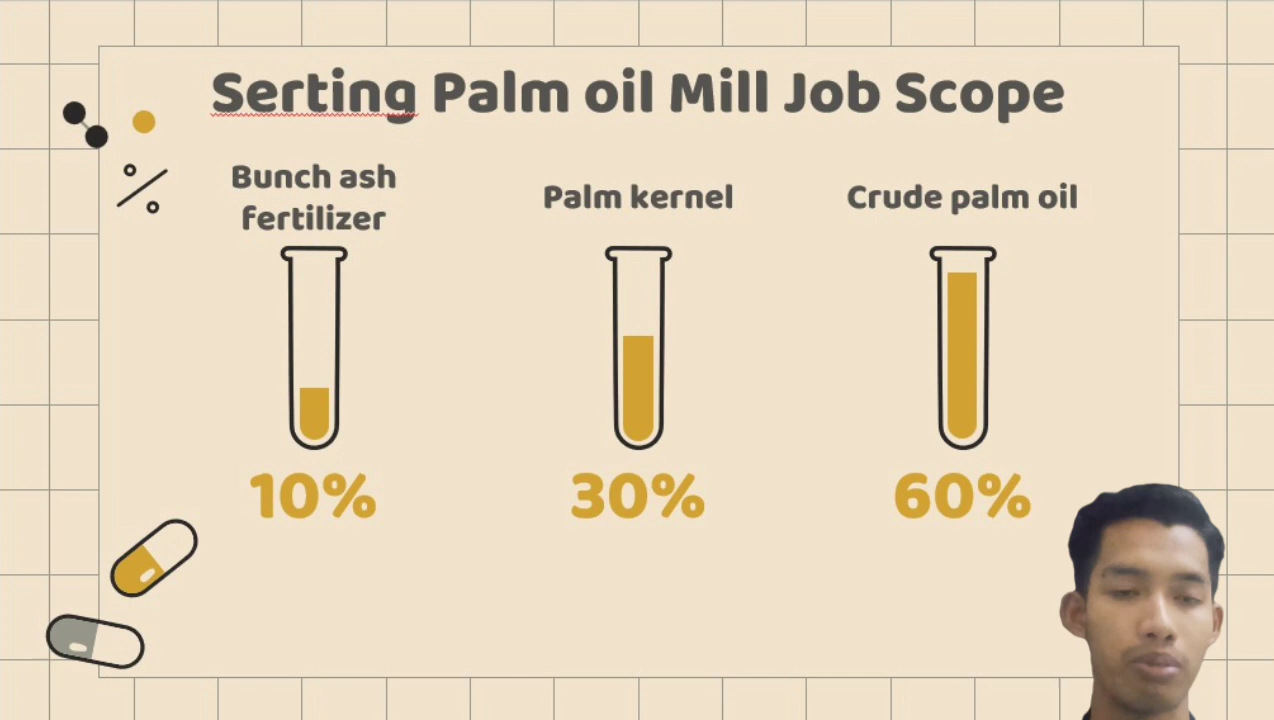 Serting Palm oil Mill Job Scope
Bunch ash
fertilizer
Palm kernel
Crude palm oil
10%
30%
60%